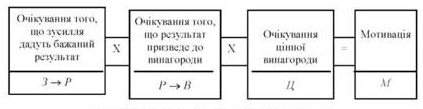 Очікування того,
що зусилля
дадуть бажаний
результат
З → Р
X
Очікування того,
що результат
призведе до
винагороди
Р → В
X
Очікування
цінної
винагороди
Ц
=
Мотивація
М